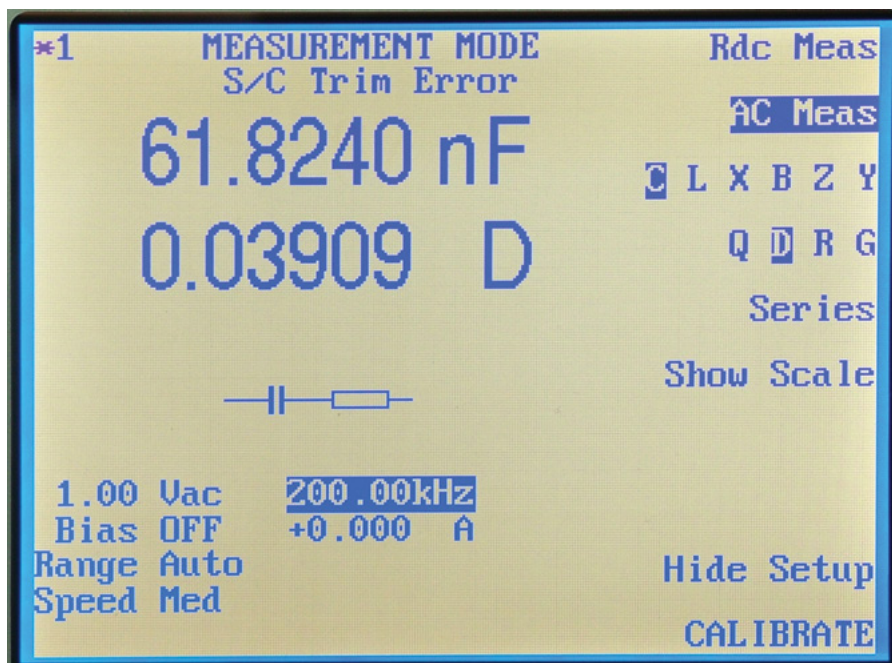 *1 MEASUREMENT MODE Rdc Meas
S/C Trim Error
AC Meas
61.8240 nF
C L X B Z Y
0.03909 D
Q D R G
Series
Show Scale
1.00 Vac 200.00kHz
Bias OFF +0.000 A
Range Auto Hide Setup
Speed Med
CALIBRATE